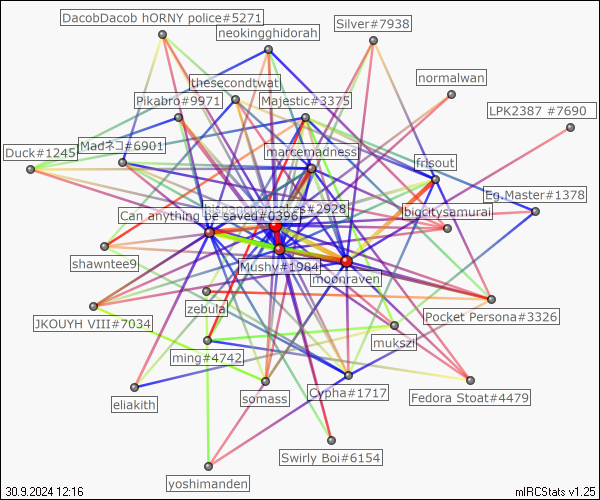 DacobDacob hORNY police#5271
Silver#7938
neokingghidorah
normalwan
thesecondtwat
Pikabro#9971
Majestic#3375
LPK2387 #7690
Duck#1245
Madネコ#6901
marcemadness
frisout
Eg.Master#1378
#2928
bigcitysamurai
Can anything be saved#0396
shawntee9
Mushy#1984
moonraven
zebula
JKOUYH VIII#7034
Pocket Persona#3326
mukszi
ming#4742
eliakith
somass
Cypha#1717
Fedora Stoat#4479
Swirly Boi#6154
yoshimanden
30.9.2024 12:16
mIRCStats v1.25